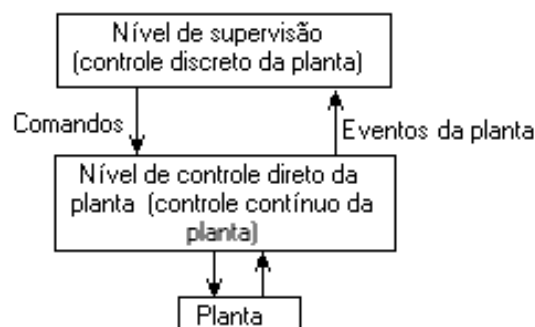 Nível de supervisão
(controle discreto da planta)
Comandos
Eventos da planta
Nível de controle direto da
planta (controle contínuo da
planta)
Planta